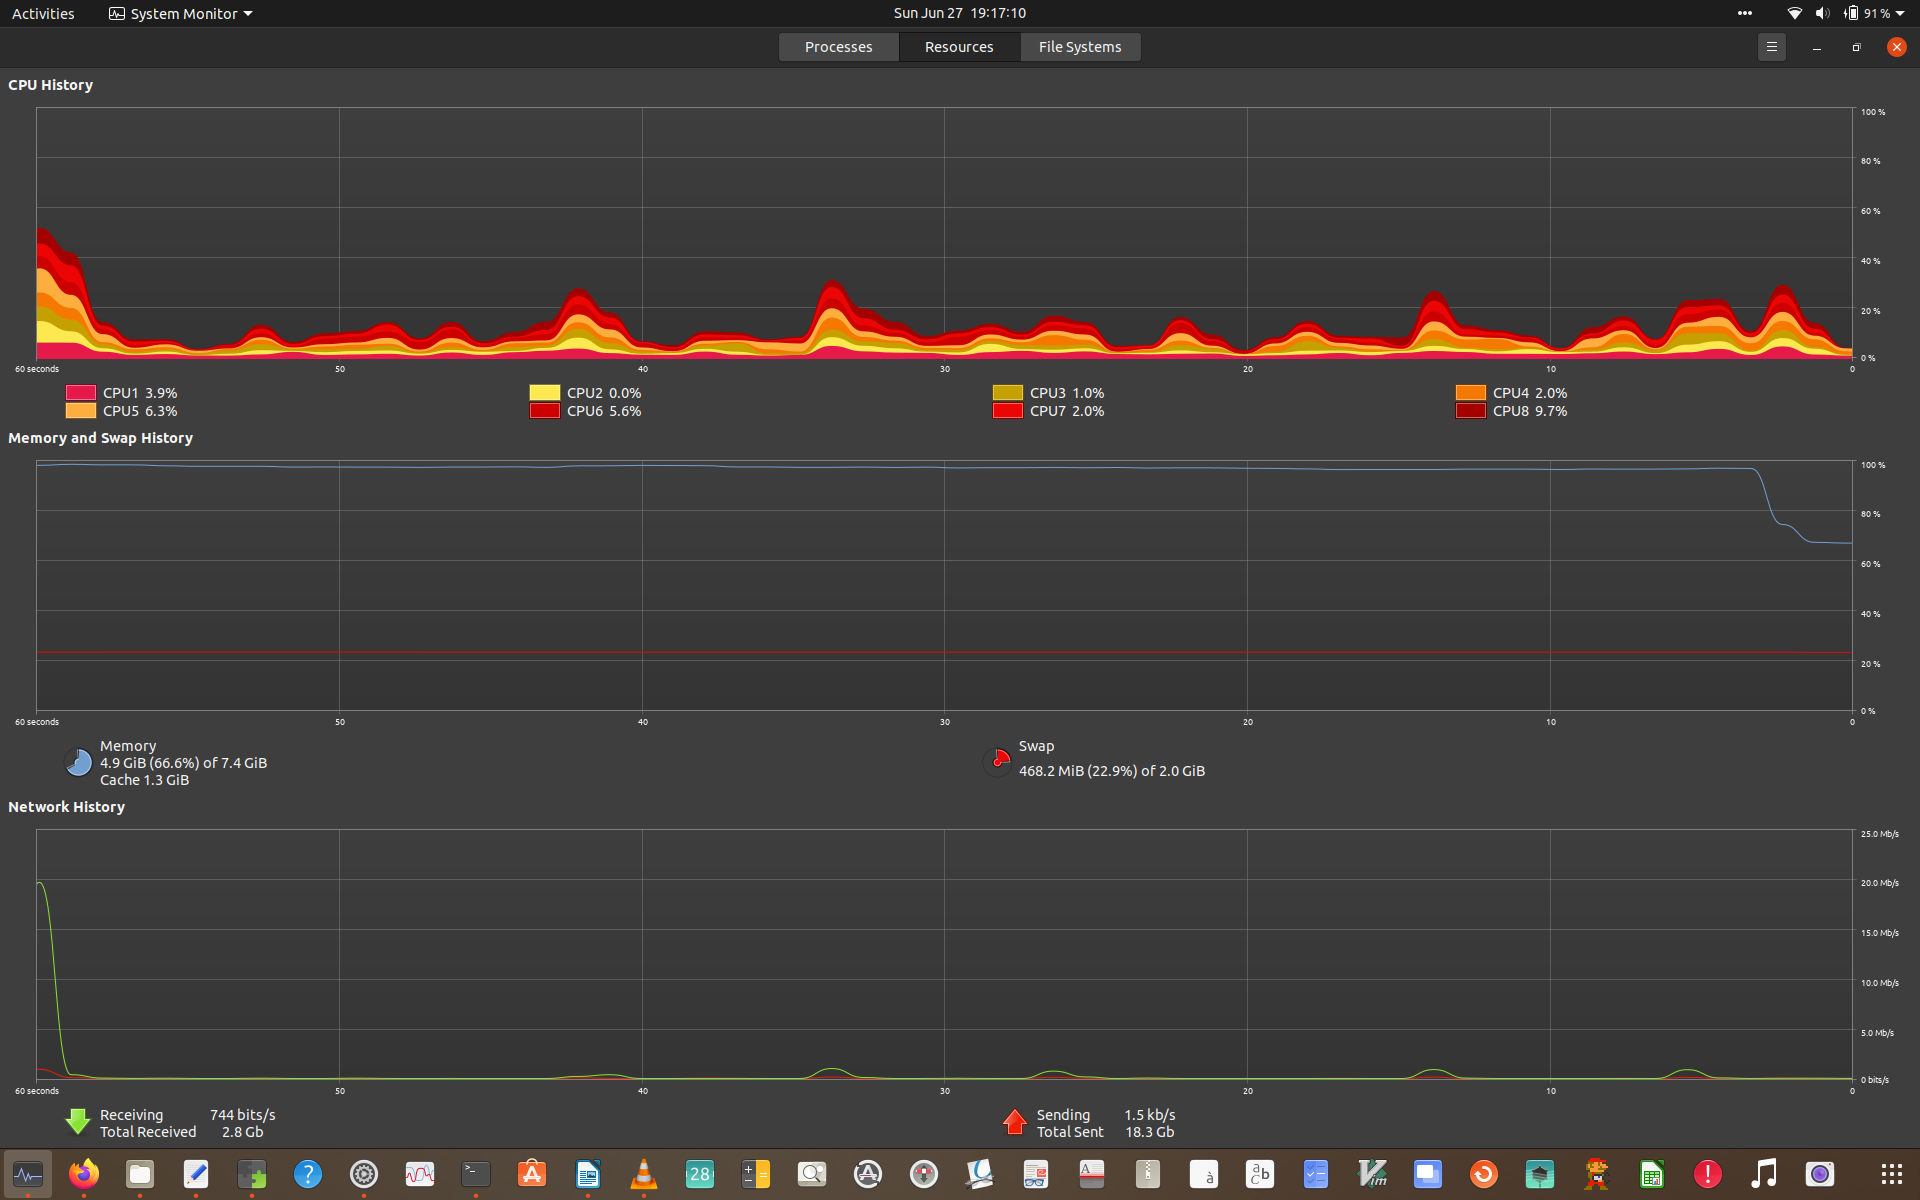 Activities
System Monitor
Sun Jun 27 19:17:10
91 %
Processes
Resources
File Systems
CPU History
100 %
80 %
60 %
40 %
20 %
0 %
60 seconds 50 40 30 20 10 0
CPU1 3.9% CPU2 0.0% CPU3 1.0% CPU4 2.0%
CPU5 6.3% CPU6 5.6% CPU7 2.0% CPU8 9.7%
Memory and Swap History
100 %
80 %
60 %
40 %
20 %
0 %
60 seconds 50 40 30 20 10 0
Memory
4.9 GiB (66.6%) of 7.4 GiB
Cache 1.3 GiB
Swap
468.2 MiB (22.9%) of 2.0 GiB
Network History
25.0 Mb/s
20.0 Mb/s
15.0 Mb/s
10.0 Mb/s
5.0 Mb/s
0 bits/s
60 seconds 50 40 30 20 10 0
Receiving 744 bits/s
Total Received 2.8 Gb
Sending 1.5 kb/s
Total Sent 18.3 Gb
?
>_
28
A
à
a b c
Vim
!